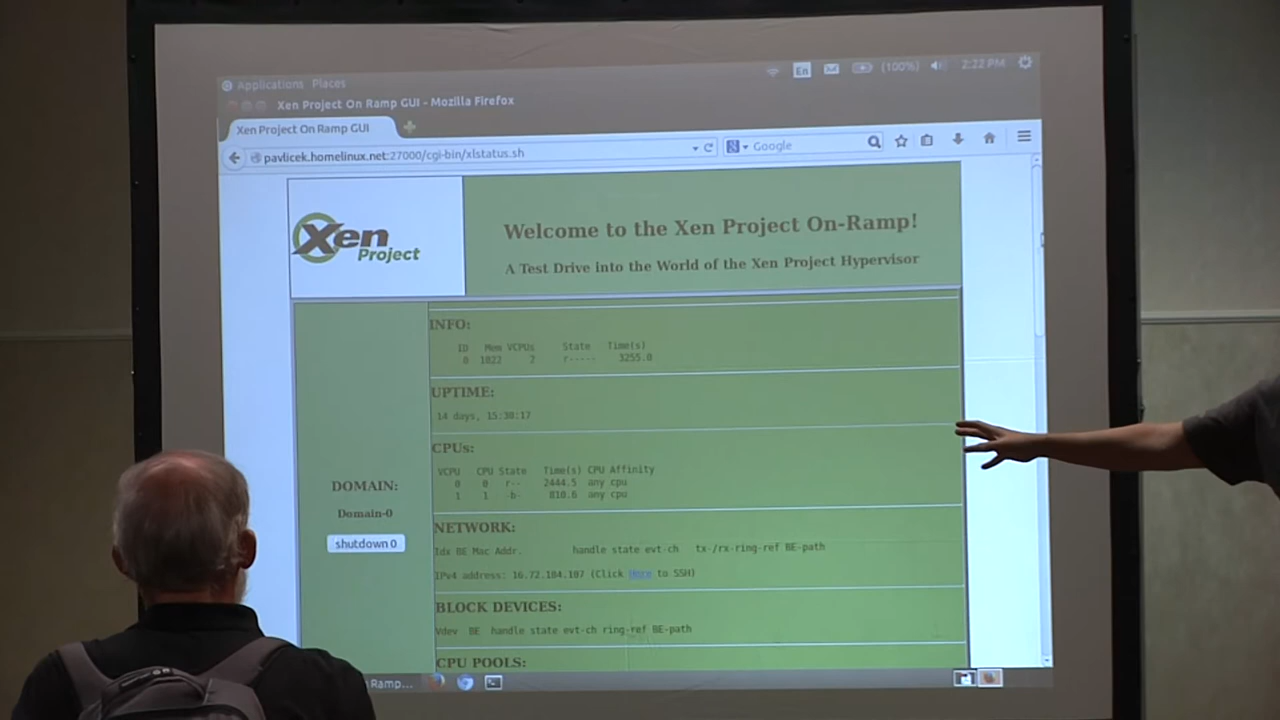 Applications Places
En (100%) 2:22 PM
Xen Project On Ramp GUI - Mozilla Firefox
Xen Project On Ramp GUI
pavlicek.homelinux.net:27000/cgi-bin/xlstatus.sh
Google
Xen
Project
Welcome to the Xen Project On-Ramp!
A Test Drive into the World of the Xen Project Hypervisor
INFO:
ID Mem VCPUs State Time(s)
0 1022 2 r----- 3255.0
UPTIME:
14 days, 15:30:17
CPUs:
VCPU CPU State Time(s) CPU Affinity
0 0 r-- 2444.5 any cpu
1 1 -b- 810.6 any cpu
DOMAIN:
Domain-0
shutdown 0
NETWORK:
Idx BE Mac Addr. handle state evt-ch tx-/rx-ring-ref BE-path
IPv4 address: 16.72.184.107 (Click Here to SSH)
BLOCK DEVICES:
Vdev BE handle state evt-ch ring-ref BE-path
CPU POOLS:
Ramp...